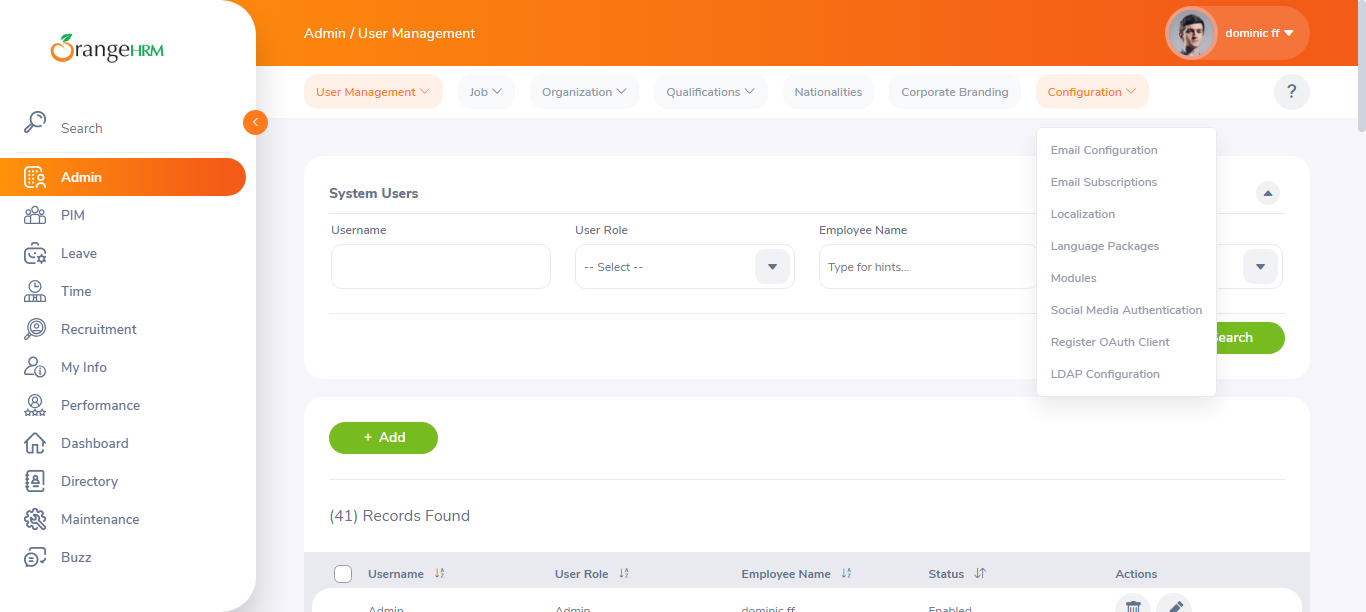 OrangeHRM
Admin / User Management
dominic ff
User Management
Job
Organization
Qualifications
Nationalities
Corporate Branding
Configuration
?
Search
Admin
PIM
Leave
Time
Recruitment
My Info
Performance
Dashboard
Directory
Maintenance
Buzz
Email Configuration
Email Subscriptions
Localization
Language Packages
Modules
Social Media Authentication
Register OAuth Client
LDAP Configuration
System Users
Username
User Role
Employee Name
-- Select --
Type for hints...
earch
+ Add
(41) Records Found
Username
User Role
Employee Name
Status
Actions
Admin
Admin
dominic ff
Enabled